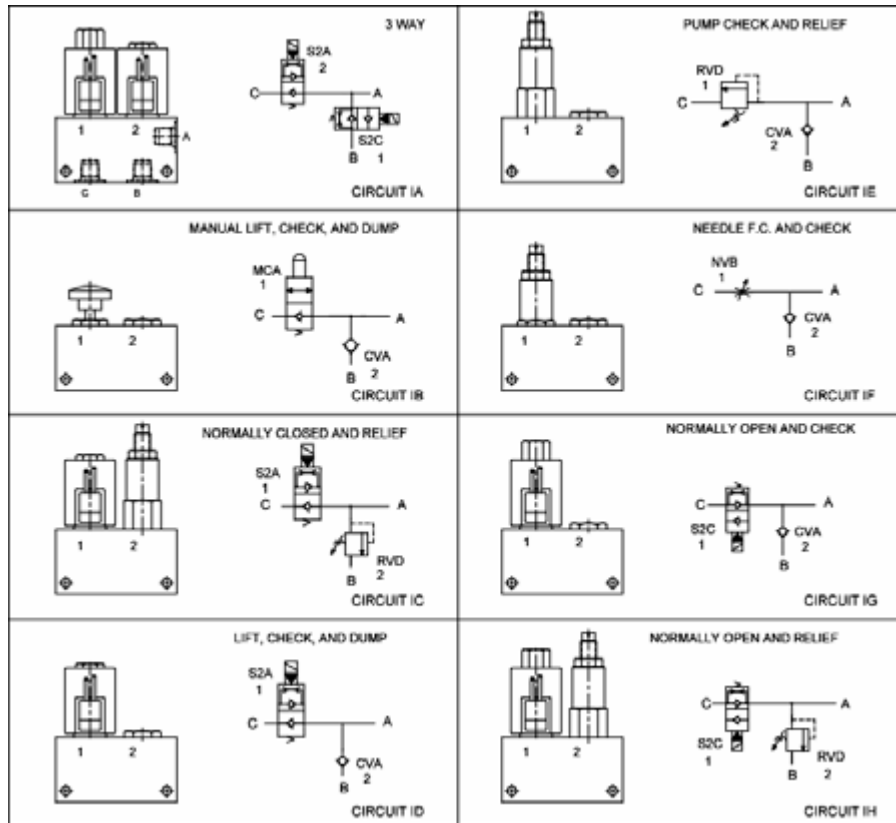 3 WAY
S2A
2
C
A
S2C
1
B
1
2
A
C
B
CIRCUIT IA
PUMP CHECK AND RELIEF
RVD
1
C
A
CVA
2
B
1
2
CIRCUIT IE
MANUAL LIFT, CHECK, AND DUMP
MCA
1
C
A
CVA
2
B
1
2
CIRCUIT IB
NEEDLE F.C. AND CHECK
NVB
1
C
A
CVA
2
B
1
2
CIRCUIT IF
NORMALLY CLOSED AND RELIEF
S2A
1
C
A
RVD
2
B
1
2
CIRCUIT IC
NORMALLY OPEN AND CHECK
C
A
S2C
1
CVA
2
B
1
2
CIRCUIT IG
LIFT, CHECK, AND DUMP
S2A
1
C
A
CVA
2
B
1
2
CIRCUIT ID
NORMALLY OPEN AND RELIEF
C
A
S2C
1
RVD
2
B
1
2
CIRCUIT IH